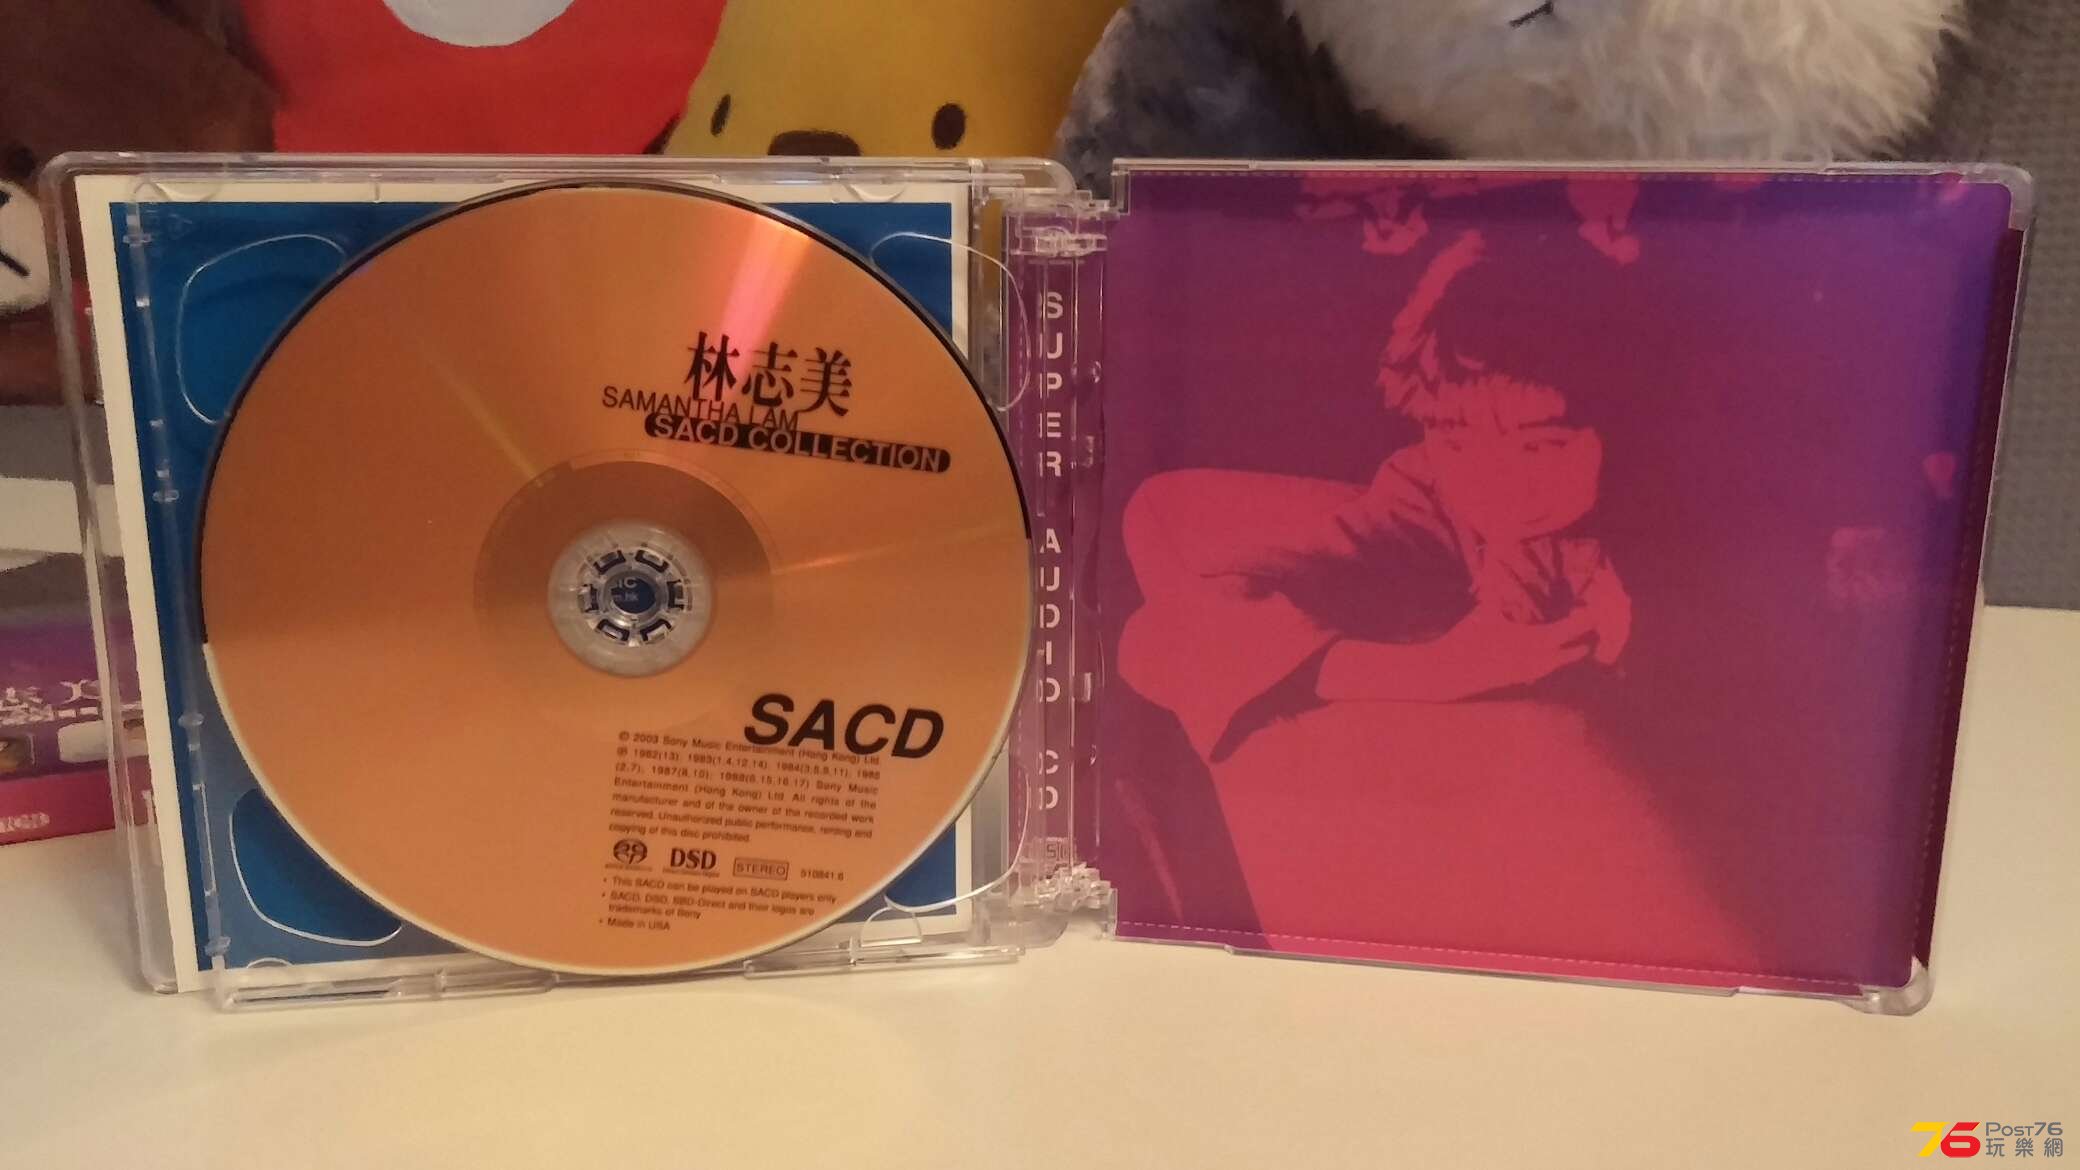 林志美
SAMANTHA LAM
SACD COLLECTION
SACD
© 2003 Sony Music Entertainment (Hong Kong) Ltd.
℗ 1982(13), 1983(1,4,12,14), 1984(3,5,9,11), 1985
(2,7), 1987(8,10), 1988(6,15,16,17) Sony Music
Entertainment (Hong Kong) Ltd. All rights of the
manufacturer and of the owner of the recorded work
reserved. Unauthorized public performance, renting and
copying of this disc prohibited.
DSD
STEREO
510841.6
• This SACD can be played on SACD players only
• SACD, DSD, SBD-Direct and their logos are
trademarks of Sony
• Made in USA
SUPER AUDIO CD
POST76
玩樂網